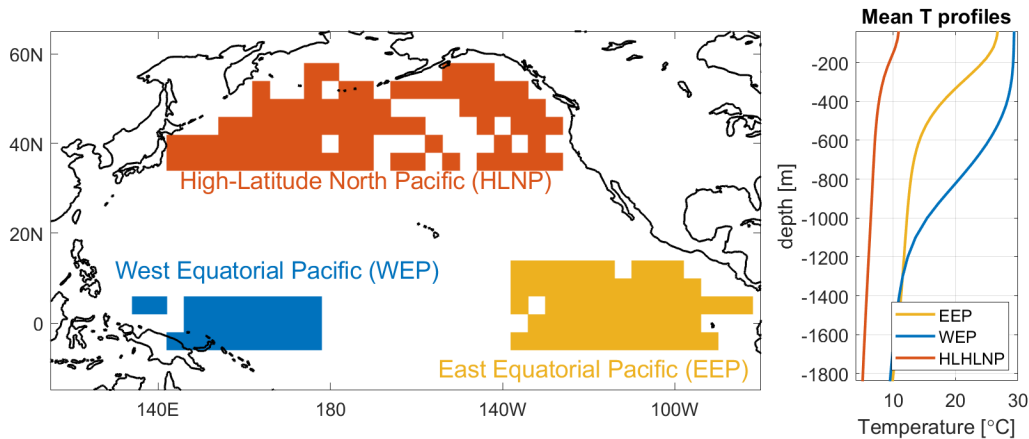 60N
40N
20N
0
140E
180
140W
100W
High-Latitude North Pacific (HLNP)
West Equatorial Pacific (WEP)
East Equatorial Pacific (EEP)
Mean T profiles
-200
-400
-600
-800
-1000
-1200
-1400
-1600
-1800
depth [m]
EEP
WEP
HLHLNP
10
20
30
Temperature [°C]